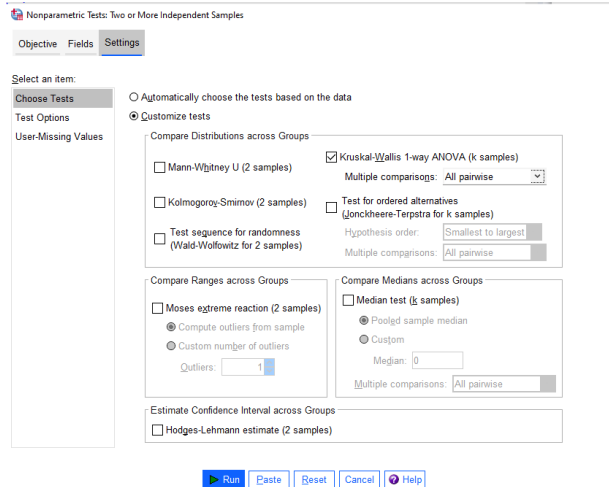 Nonparametric Tests: Two or More Independent Samples
Objective Fields Settings
Select an item:
Choose Tests
Test Options
User-Missing Values
Automatically choose the tests based on the data
Customize tests
Compare Distributions across Groups
Mann-Whitney U (2 samples)
Kolmogorov-Smirnov (2 samples)
Test sequence for randomness
(Wald-Wolfowitz for 2 samples)
Kruskal-Wallis 1-way ANOVA (k samples)
Multiple comparisons: All pairwise
Test for ordered alternatives
(Jonckheere-Terpstra for k samples)
Hypothesis order: Smallest to largest
Multiple comparisons: All pairwise
Compare Ranges across Groups
Moses extreme reaction (2 samples)
Compute outliers from sample
Custom number of outliers
Outliers: 1
Compare Medians across Groups
Median test (k samples)
Pooled sample median
Custom
Median: 0
Multiple comparisons: All pairwise
Estimate Confidence Interval across Groups
Hodges-Lehmann estimate (2 samples)
Run Paste Reset Cancel Help